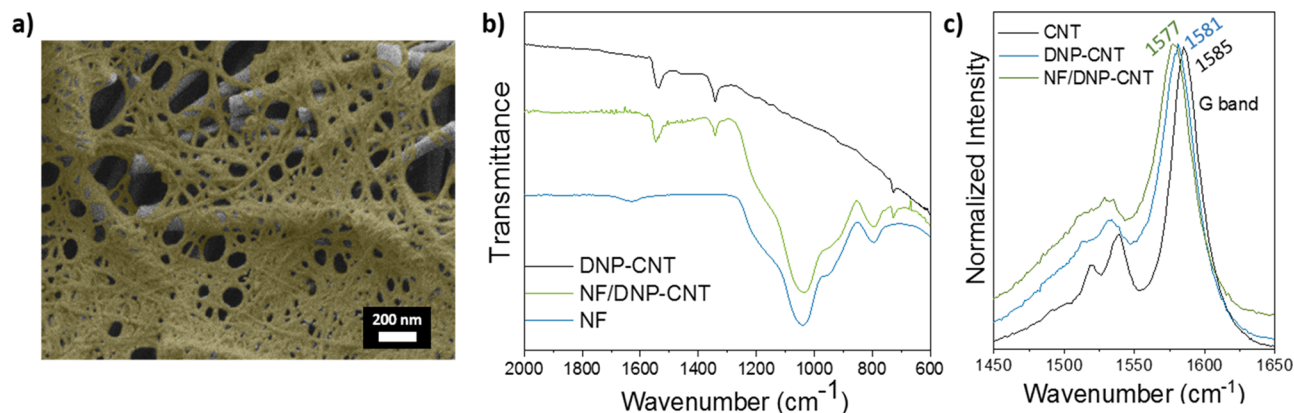 a)
200 nm
b)
Transmittance
DNP-CNT
NF/DNP-CNT
NF
2000 1800 1600 1400 1200 1000 800 600
Wavenumber (cm-1)
c)
Normalized Intensity
CNT
DNP-CNT
NF/DNP-CNT
1577
1581
1585
G band
1450 1500 1550 1600 1650
Wavenumber (cm-1)